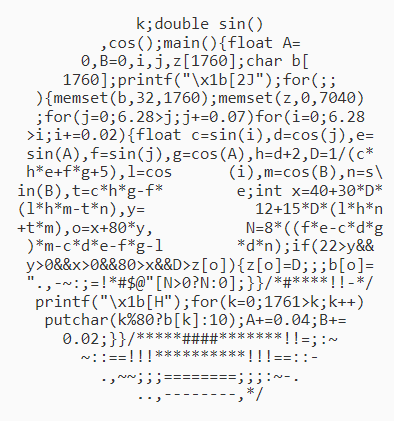 k;double sin()
,cos();main(){float A=
0,B=0,i,j,z[1760];char b[
1760];printf("\x1b[2J");for(;;
){memset(b,32,1760);memset(z,0,7040)
;for(j=0;6.28>j;j+=0.07)for(i=0;6.28
>i;i+=0.02){float c=sin(i),d=cos(j),e=
sin(A),f=sin(j),g=cos(A),h=d+2,D=1/(c*
h*e+f*g+5),l=cos (i),m=cos(B),n=s\
in(B),t=c*h*g-f* e;int x=40+30*D*
(l*h*m-t*n),y= 12+15*D*(l*h*n
+t*m),o=x+80*y, N=8*((f*e-c*d*g
)*m-c*d*e-f*g-l *d*n);if(22>y&&
y>0&&x>0&&80>x&&D>z[o]){z[o]=D;;;b[o]=
".,-~:;=!*#$@"[N>0?N:0];}}/*#****!!-*/
printf("\x1b[H");for(k=0;1761>k;k++)
putchar(k%80?b[k]:10);A+=0.04;B+=
0.02;}}/*****####*******!!=;:~
~::==!!!**********!!!==::-
.,~~;;;========;;;:~-.
..,--------,*/